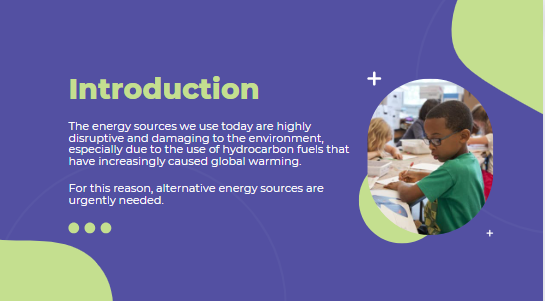 Introduction
The energy sources we use today are highly
disruptive and damaging to the environment,
especially due to the use of hydrocarbon fuels that
have increasingly caused global warming.
For this reason, alternative energy sources are
urgently needed.